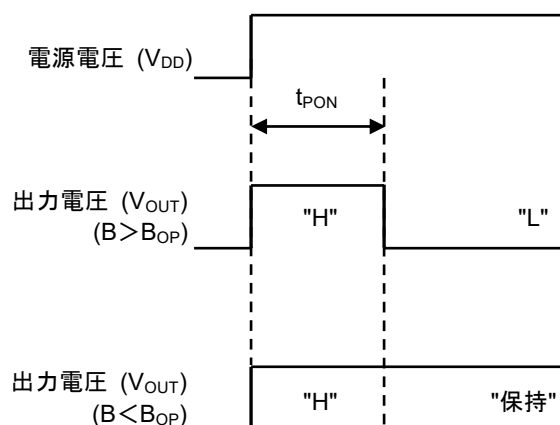 電源電圧 (VDD)
tPON
出力電圧 (VOUT)
(B＞BOP)
"H"
"L"
出力電圧 (VOUT)
(B＜BOP)
"H"
"保持"